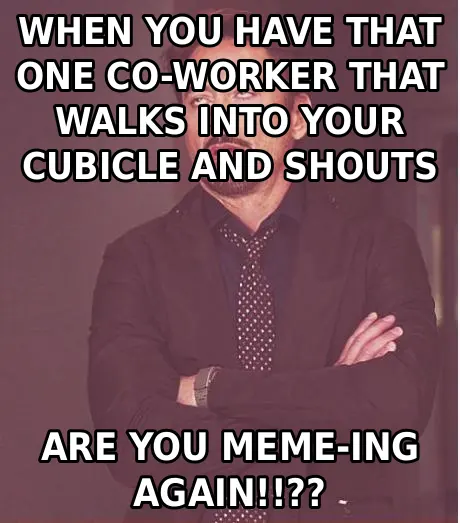 WHEN YOU HAVE THAT
ONE CO-WORKER THAT
WALKS INTO YOUR
CUBICLE AND SHOUTS
ARE YOU MEME-ING
AGAIN!!??